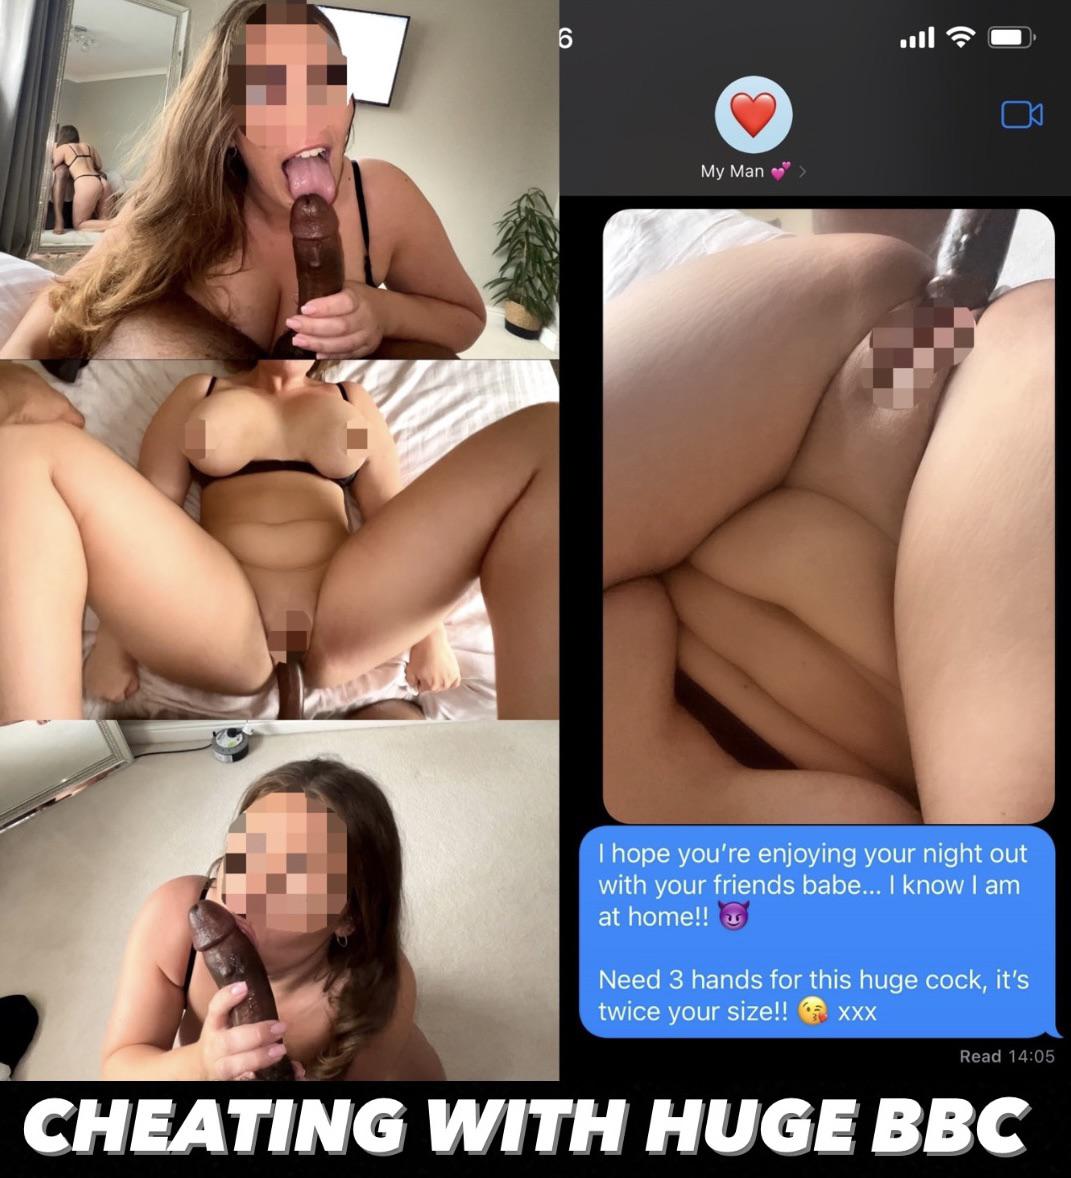 6
My Man 💕 >
I hope you're enjoying your night out
with your friends babe... I know I am
at home!! 😈
Need 3 hands for this huge cock, it's
twice your size!! 😘 xxx
Read 14:05
CHEATING WITH HUGE BBC